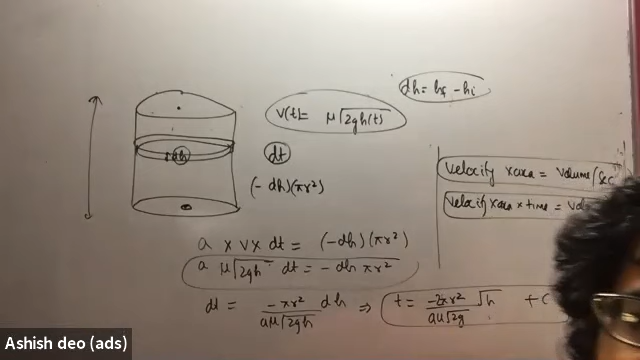 dh = hf - hi
v(t) = μ√2gh(t)
dh
dt
(-dh)(πr²)
velocity x area = volume/sec
velocity x area x time =
a x v x dt = (-dh)(πr²)
a μ√2gh dt = -dh πr²
dt = -πr²/aμ√2gh dh ⇒ t = -2πr²/aμ√2g √h + c
Ashish deo (ads)